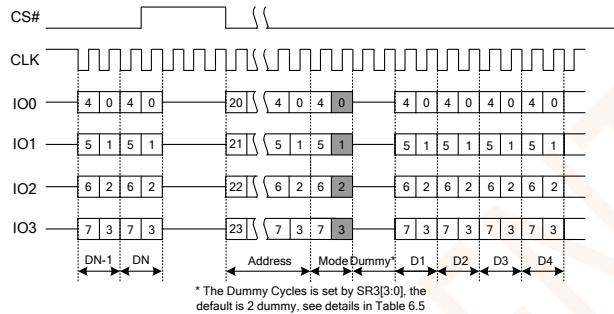 CS#
CLK
IO0 4 0 4 0 20 4 0 4 0 4 0 4 0 4 0 4 0
IO1 5 1 5 1 21 5 1 5 1 5 1 5 1 5 1 5 1
IO2 6 2 6 2 22 6 2 6 2 6 2 6 2 6 2 6 2
IO3 7 3 7 3 23 7 3 7 3 7 3 7 3 7 3 7 3
DN-1 DN Address Mode Dummy* D1 D2 D3 D4
* The Dummy Cycles is set by SR3[3:0], the
default is 2 dummy, see details in Table 6.5